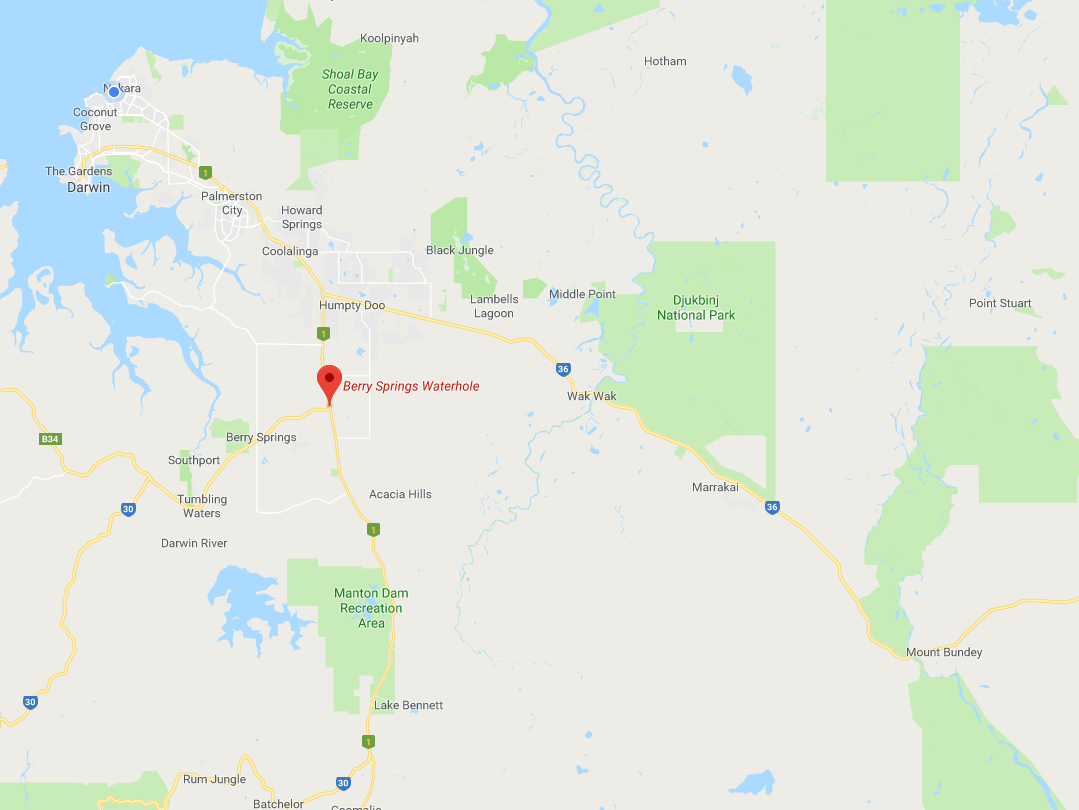 Koolpinyah
Hotham
Shoal Bay
Coastal
Reserve
Coconut
Grove
1
The Gardens
Darwin
Palmerston
City
Howard
Springs
Coolalinga
Black Jungle
Middle Point
Lambells
Lagoon
Djukbinj
National Park
Point Stuart
Humpty Doo
1
36
Berry Springs Waterhole
Wak Wak
B34
Berry Springs
Southport
Marrakai
Acacia Hills
Tumbling
Waters
30
36
1
Darwin River
Manton Dam
Recreation
Area
Mount Bundey
30
Lake Bennett
1
Rum Jungle
30
Batchelor